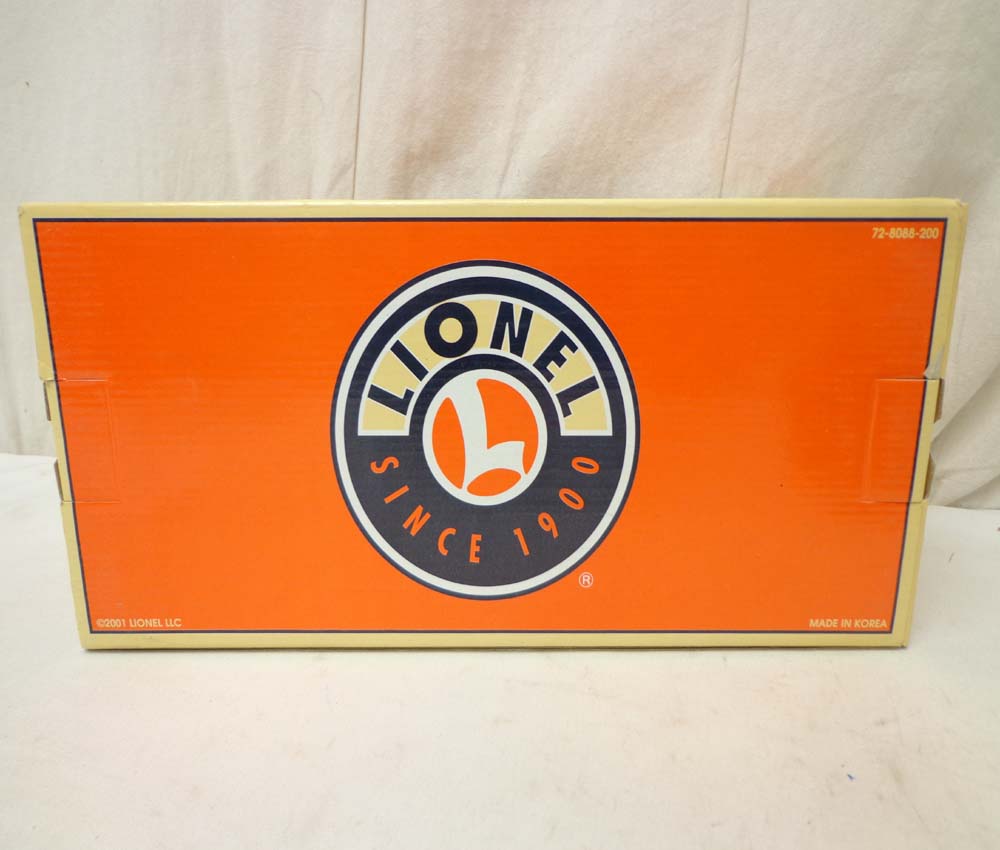 72-8088-200
LIONEL
L
SINCE 1900
®
©2001 LIONEL LLC
MADE IN KOREA